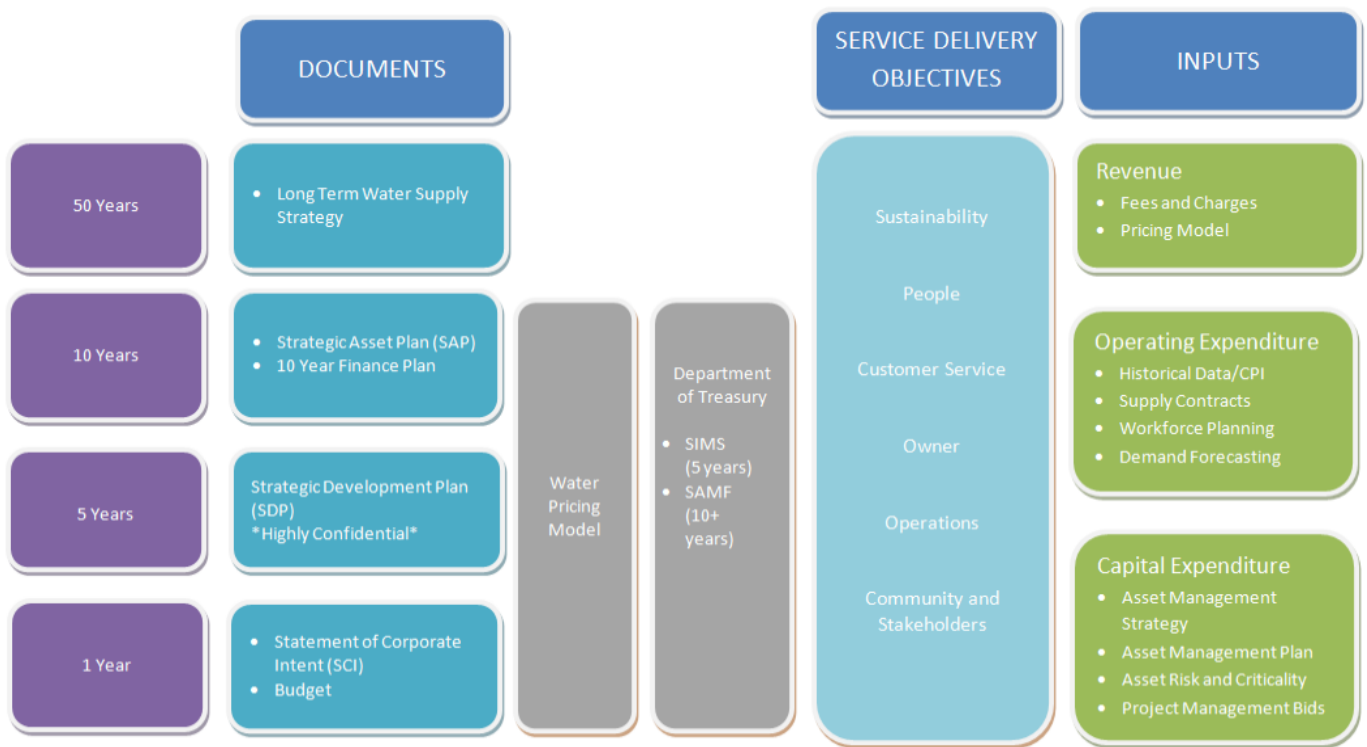 DOCUMENTS
SERVICE DELIVERY
OBJECTIVES
INPUTS
50 Years
• Long Term Water Supply
Strategy
10 Years
• Strategic Asset Plan (SAP)
• 10 Year Finance Plan
5 Years
Strategic Development Plan
(SDP)
*Highly Confidential*
1 Year
• Statement of Corporate
Intent (SCI)
• Budget
Water
Pricing
Model
Department
of Treasury
• SIMS
(5 years)
• SAMF
(10+
years)
Sustainability
People
Customer Service
Owner
Operations
Community and
Stakeholders
Revenue
• Fees and Charges
• Pricing Model
Operating Expenditure
• Historical Data/CPI
• Supply Contracts
• Workforce Planning
• Demand Forecasting
Capital Expenditure
• Asset Management
Strategy
• Asset Management Plan
• Asset Risk and Criticality
• Project Management Bids